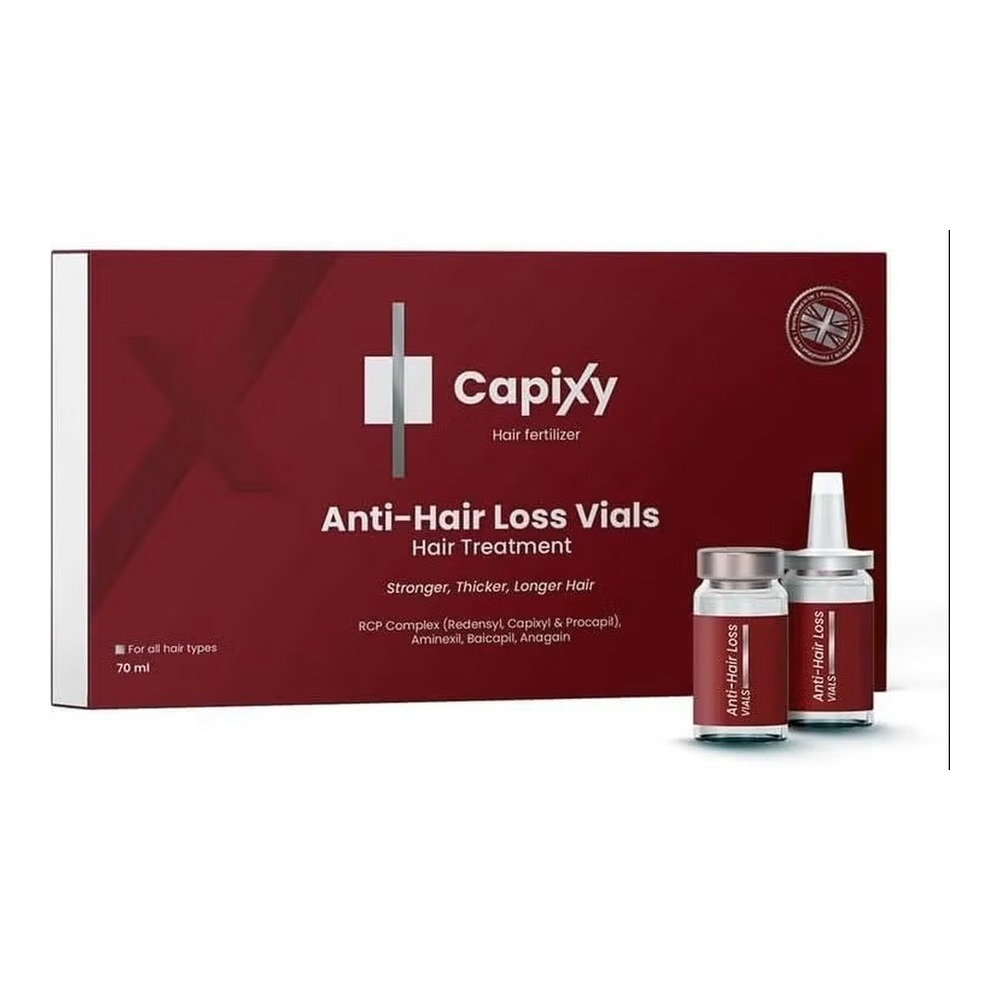 Capixy
Hair fertilizer
Anti-Hair Loss Vials
Hair Treatment
Stronger, Thicker, Longer Hair
RCP Complex (Redensyl, Capixyl & Procapil),
Aminexil, Baicapil, Anagain
For all hair types
70 ml
Anti-Hair Loss
VIALS
Anti-Hair Loss
VIALS